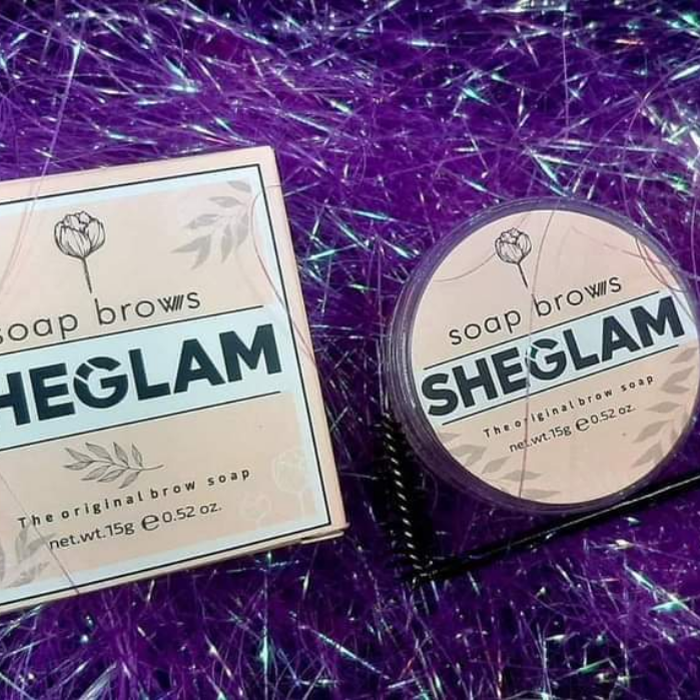 soap brows
HEGLAM
The original brow soap
net.wt.15g ℮ 0.52 oz.
soap brows
SHEGLAM
The original brow soap
net.wt.15g ℮ 0.52 oz.